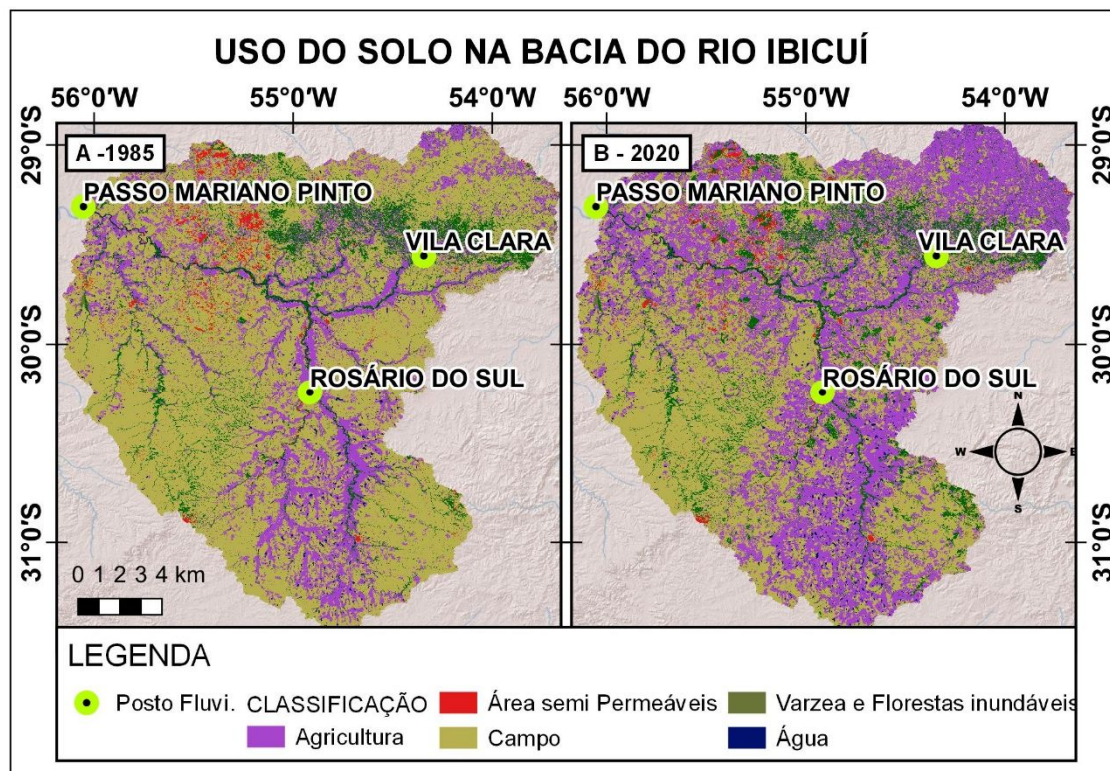 USO DO SOLO NA BACIA DO RIO IBICUÍ
56°0'W 55°0'W 54°0'W 56°0'W 55°0'W 54°0'W
29°0'S
30°0'S
31°0'S
A -1985
PASSO MARIANO PINTO
VILA CLARA
ROSÁRIO DO SUL
0 1 2 3 4 km
B - 2020
PASSO MARIANO PINTO
VILA CLARA
ROSÁRIO DO SUL
N
W E
S
29°0'S
30°0'S
31°0'S
LEGENDA
Posto Fluvi. CLASSIFICAÇÃO Área semi Permeáveis Varzea e Florestas inundáveis
Agricultura Campo Água